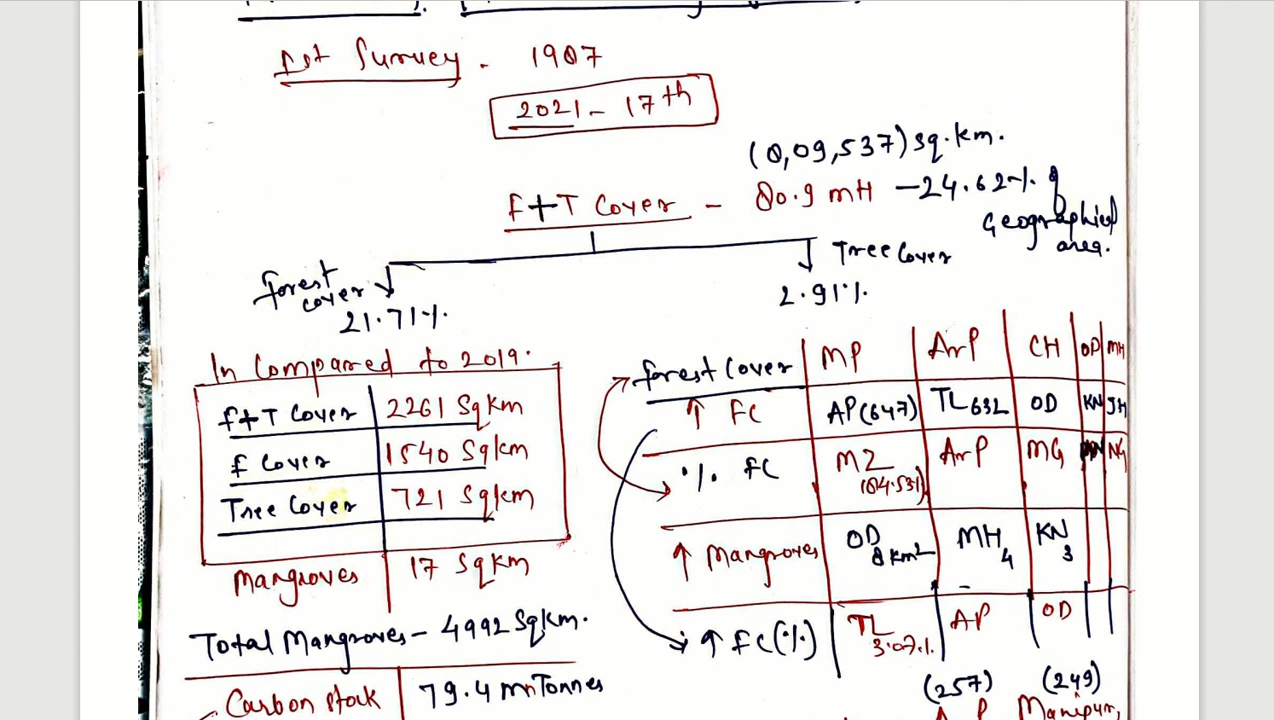 1st Survey - 1987
2021 - 17th
(8,09,537) sq.km.
F+T Cover - 80.9 mH - 24.62% of
Geographical
area.
forest
cover
21.71%
Tree Cover
2.91%
In Compared to 2019.
f+T Cover 2261 SqKm
f Cover 1540 SqKm
Tree Cover 721 SqKm
Mangroves 17 SqKm
Total Mangroves - 4992 SqKm.
Carbon stock 79.4 mnTonnes
forest Cover MP ArP CH OD MH
↑ FC AP(647) TL 632 OD KN JH
% FC MZ (84.53%) ArP MG NG
↑ Mangroves OD 8 km2 MH 4 KN 3
↑ FC(%) TL 3.07% AP OD
(257) (249)
Manipur,